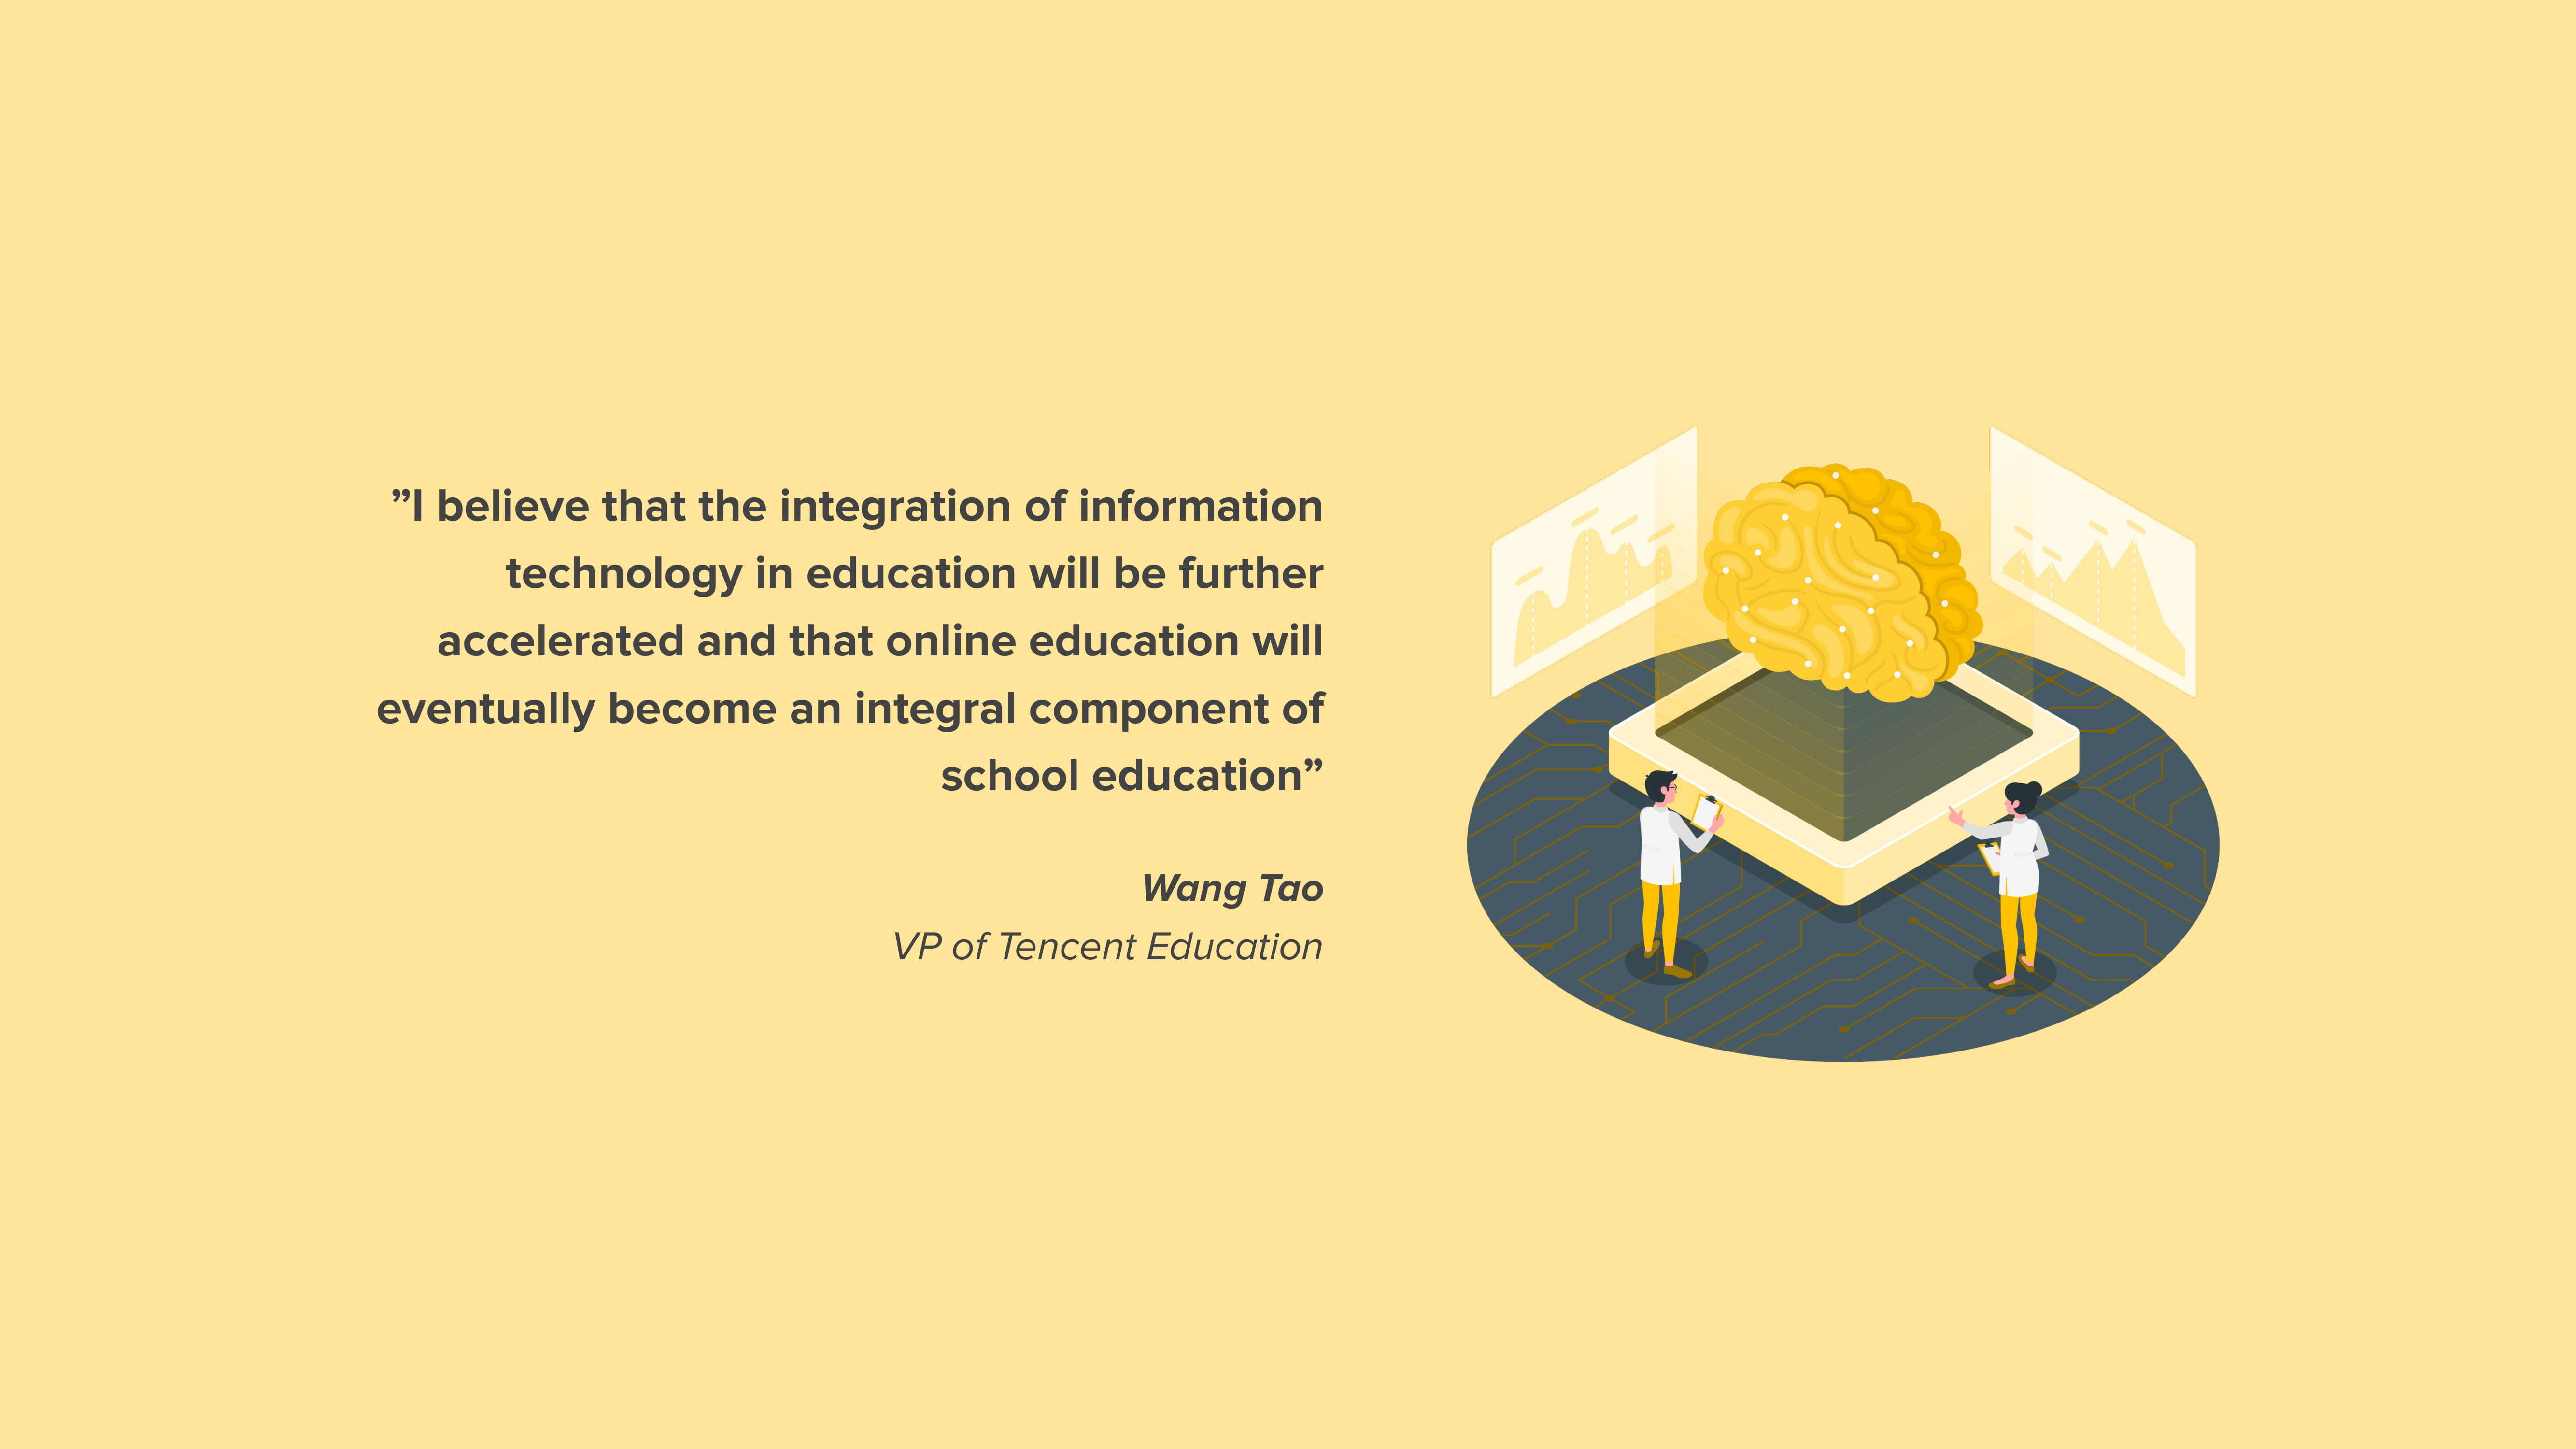 ”I believe that the integration of information
technology in education will be further
accelerated and that online education will
eventually become an integral component of
school education”
Wang Tao
VP of Tencent Education